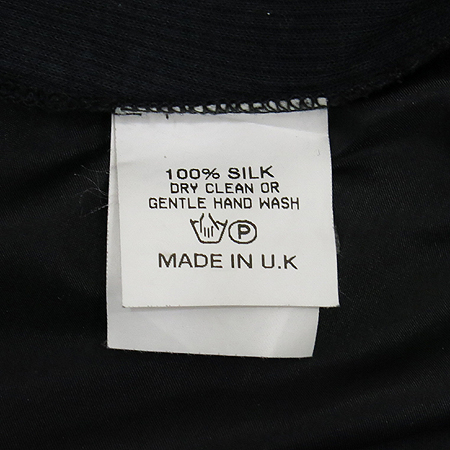 100% SILK
DRY CLEAN OR
GENTLE HAND WASH
P
MADE IN U.K